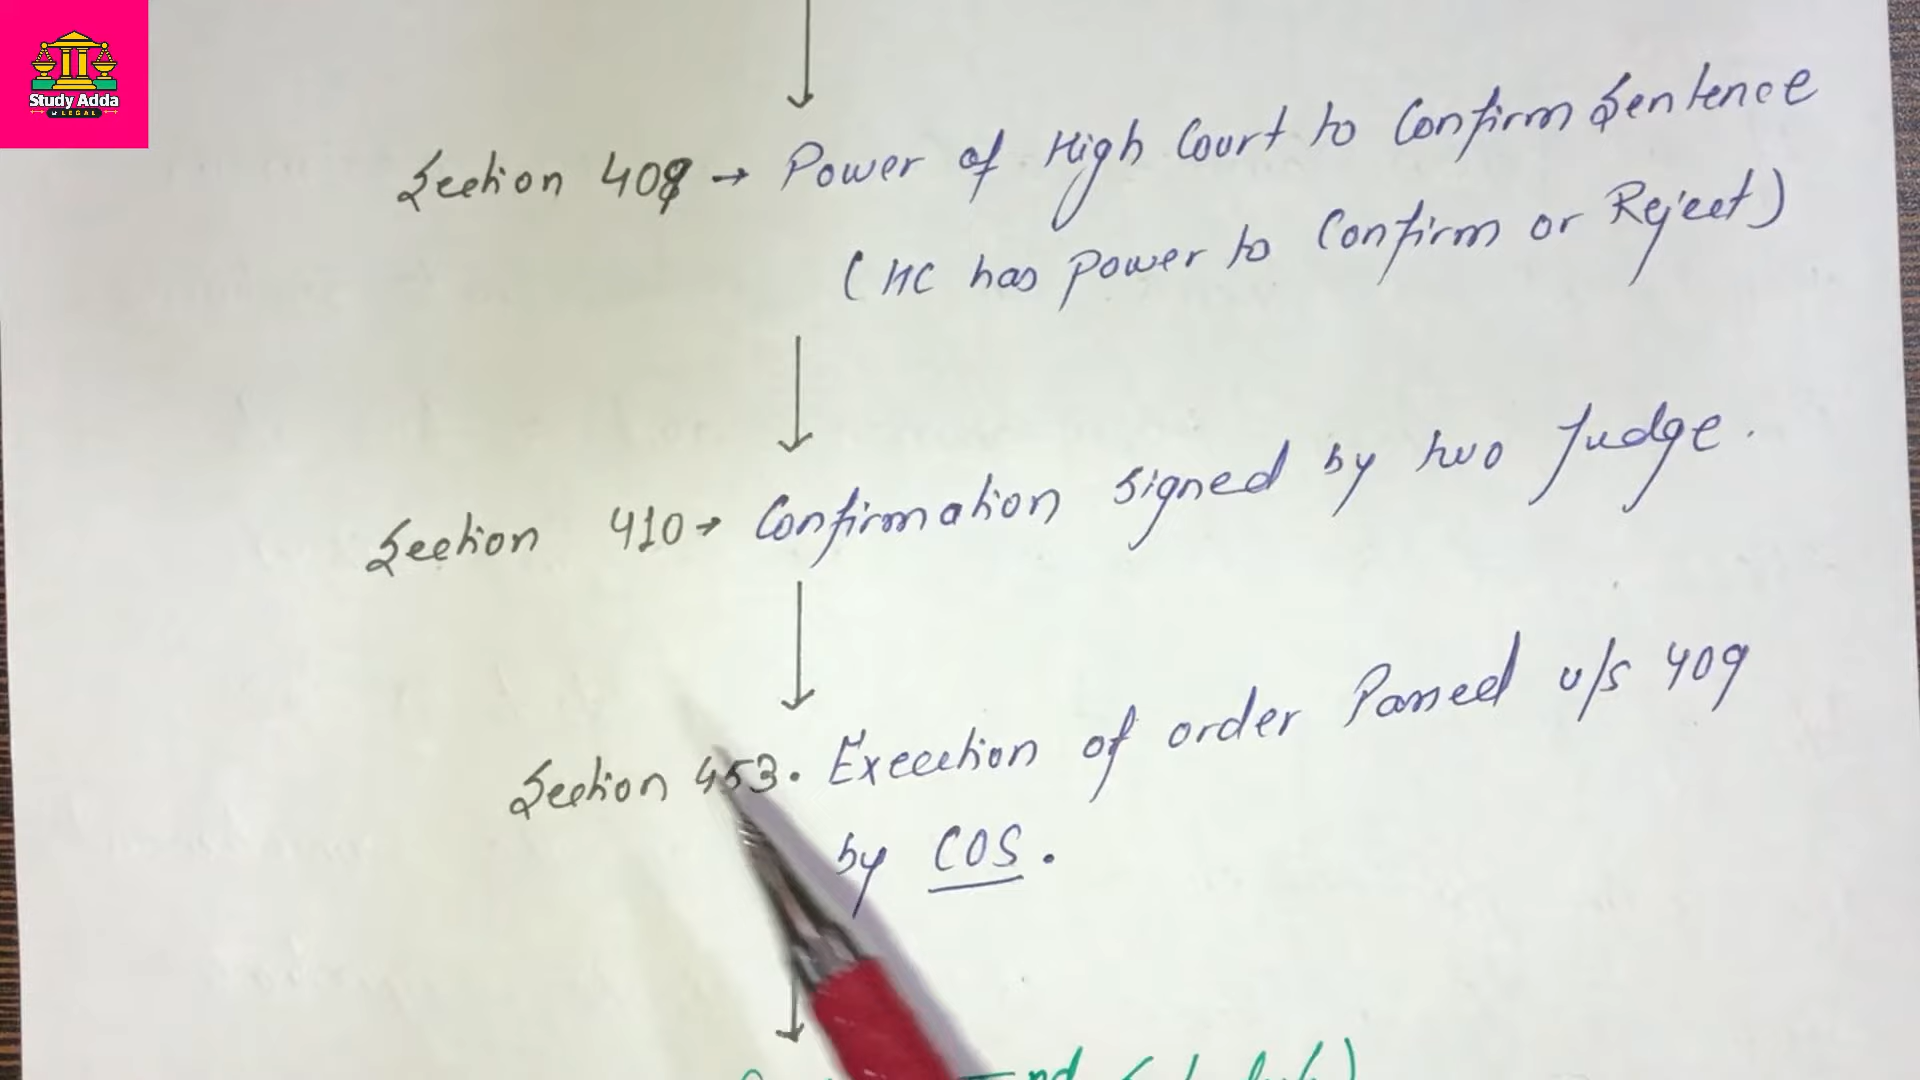 Study Adda
LEGAL
Section 409 → Power of High Court to Confirm Sentence
(HC has Power to Confirm or Reject)
Section 410 → Confirmation signed by two Judge.
Section 453. Execution of order Passed u/s 409
by COS.